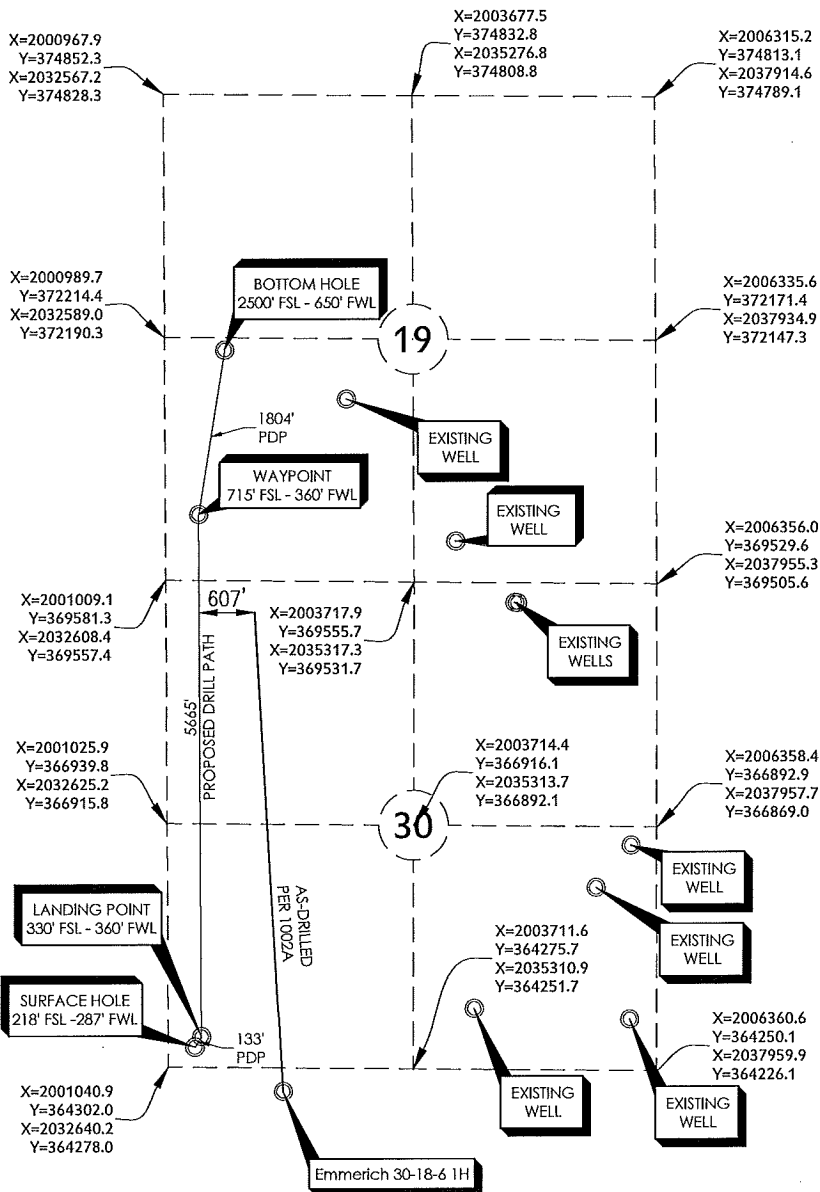 X=2000967.9
Y=374852.3
X=2032567.2
Y=374828.3
X=2003677.5
Y=374832.8
X=2035276.8
Y=374808.8
X=2006315.2
Y=374813.1
X=2037914.6
Y=374789.1
X=2000989.7
Y=372214.4
X=2032589.0
Y=372190.3
BOTTOM HOLE
2500' FSL - 650' FWL
19
X=2006335.6
Y=372171.4
X=2037934.9
Y=372147.3
1804'
PDP
EXISTING
WELL
WAYPOINT
715' FSL - 360' FWL
EXISTING
WELL
X=2006356.0
Y=369529.6
X=2037955.3
Y=369505.6
X=2001009.1
Y=369581.3
X=2032608.4
Y=369557.4
607'
X=2003717.9
Y=369555.7
X=2035317.3
Y=369531.7
EXISTING
WELLS
5665'
PROPOSED DRILL PATH
X=2001025.9
Y=366939.8
X=2032625.2
Y=366915.8
X=2003714.4
Y=366916.1
X=2035313.7
Y=366892.1
X=2006358.4
Y=366892.9
X=2037957.7
Y=366869.0
30
EXISTING
WELL
LANDING POINT
330' FSL - 360' FWL
AS-DRILLED
PER 1002A
EXISTING
WELL
X=2003711.6
Y=364275.7
X=2035310.9
Y=364251.7
SURFACE HOLE
218' FSL -287' FWL
133'
PDP
X=2006360.6
Y=364250.1
X=2037959.9
Y=364226.1
X=2001040.9
Y=364302.0
X=2032640.2
Y=364278.0
EXISTING
WELL
EXISTING
WELL
Emmerich 30-18-6 1H